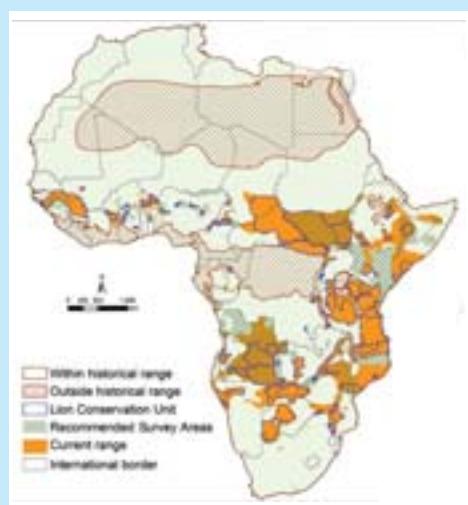 Within historical range
Outside historical range
Lion Conservation Unit
Recommended Survey Areas
Current range
International border